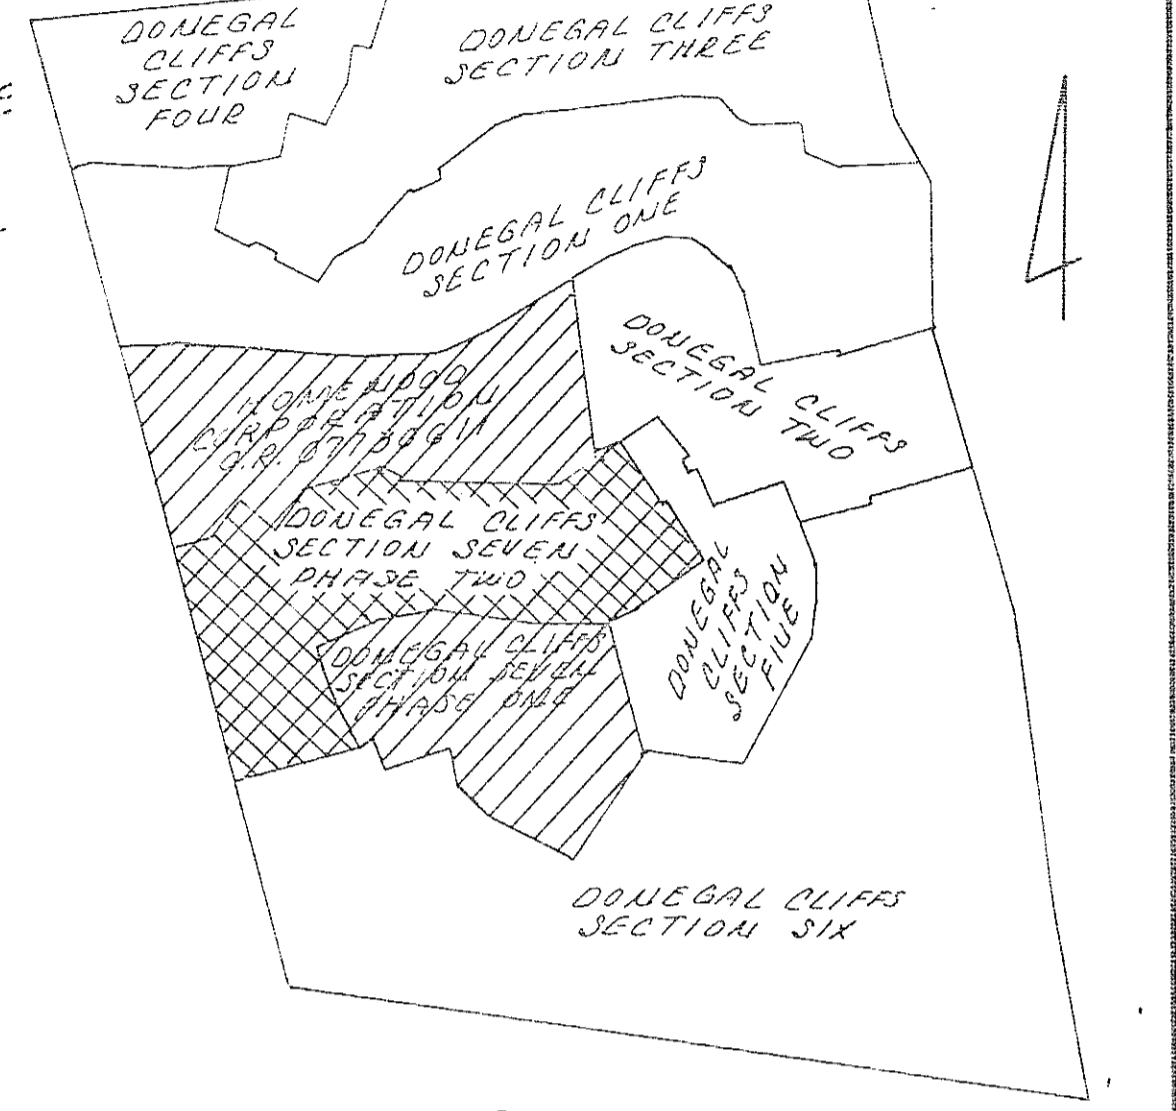 DONEGAL
CLIFFS
SECTION
FOUR
DONEGAL CLIFFS
SECTION THREE
DONEGAL CLIFFS
SECTION ONE
DONEGAL CLIFFS
SECTION TWO
HOMEWOOD
CORPORATION
DONEGAL CLIFFS
SECTION SEVEN
PHASE TWO
DONEGAL
CLIFFS
SECTION
FIVE
DONEGAL CLIFFS
SECTION SEVEN
PHASE ONE
DONEGAL CLIFFS
SECTION SIX